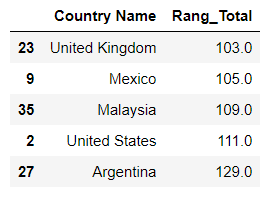 Country Name Rang_Total
23 United Kingdom 103.0
9 Mexico 105.0
35 Malaysia 109.0
2 United States 111.0
27 Argentina 129.0